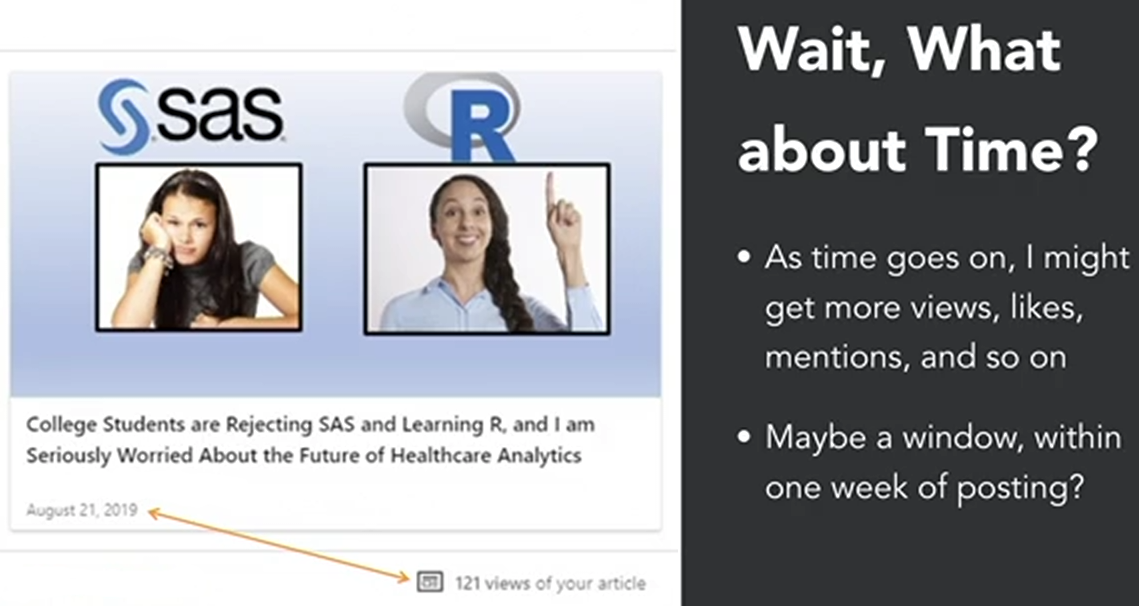 sas
R
College Students are Rejecting SAS and Learning R, and I am
Seriously Worried About the Future of Healthcare Analytics
August 21, 2019
121 views of your article
Wait, What
about Time?
• As time goes on, I might
get more views, likes,
mentions, and so on
• Maybe a window, within
one week of posting?